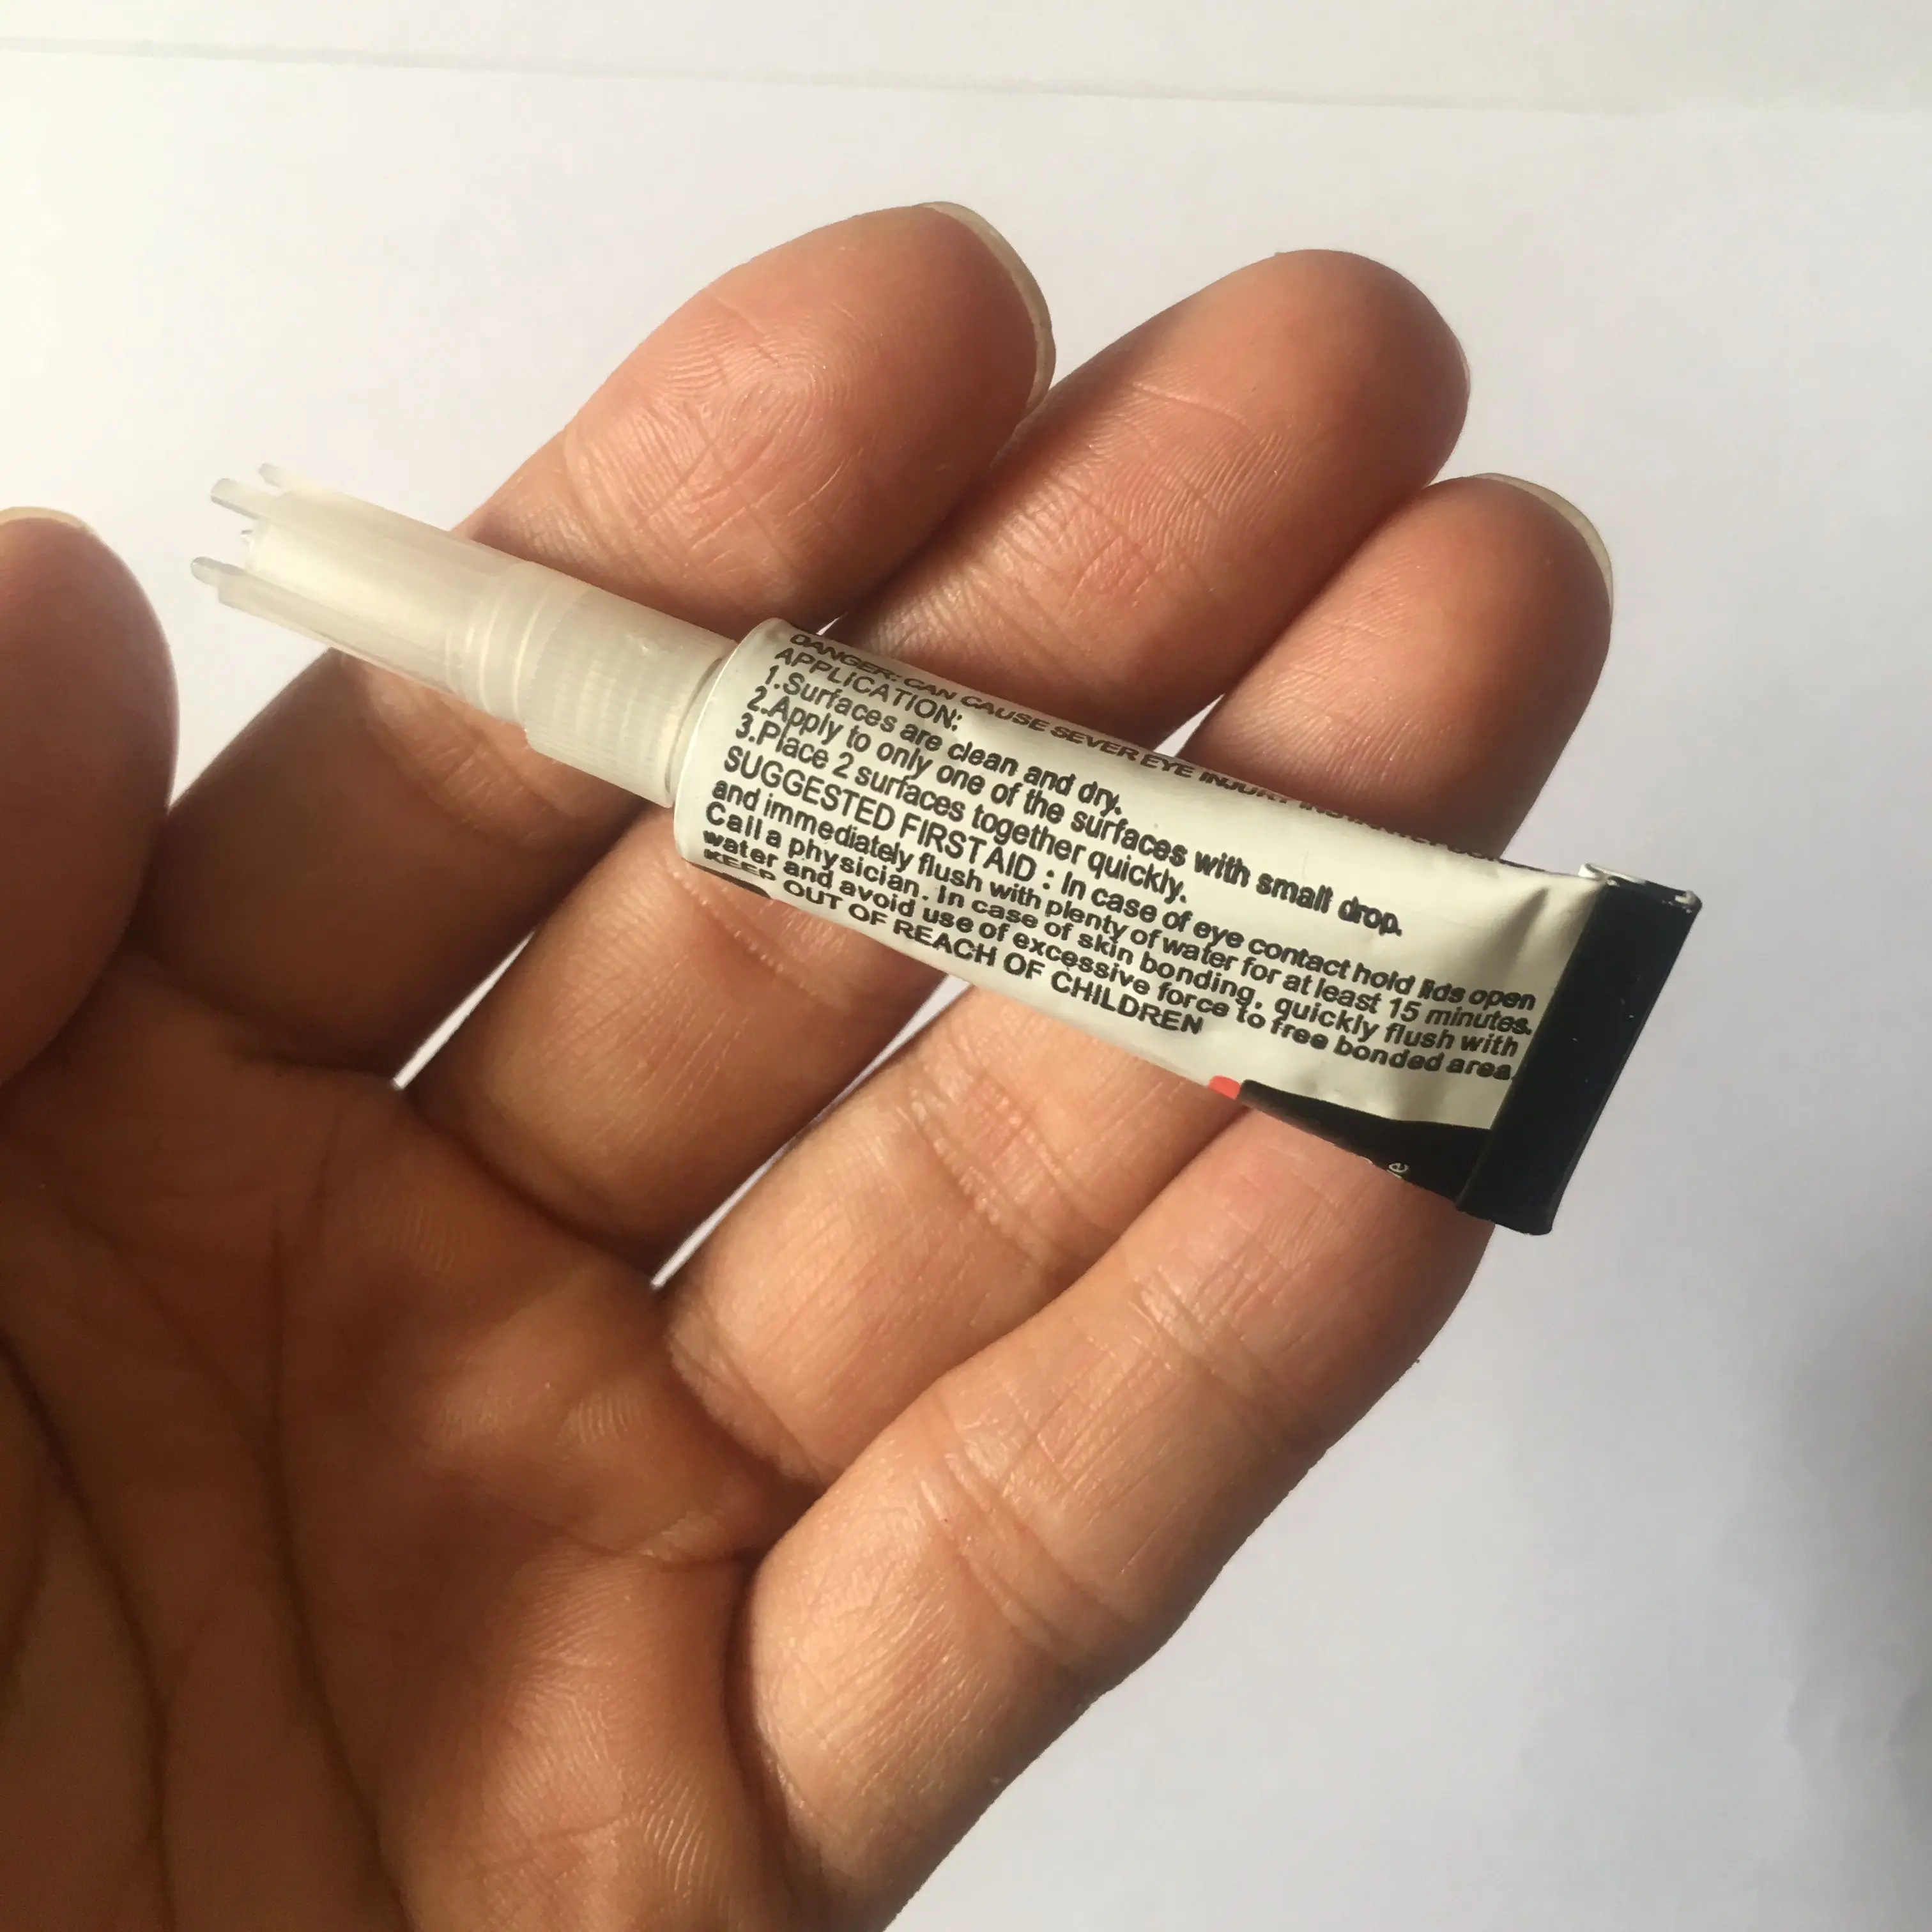 DANGER: CAN CAUSE SEVER EYE INJURY
APPLICATION:
1.Surfaces are clean and dry.
2.Apply to only one of the surfaces with small drop.
3.Place 2 surfaces together quickly.
SUGGESTED FIRST AID : In case of eye contact hold lids open
and immediately flush with plenty of water for at least 15 minutes.
Call a physician. In case of skin bonding, quickly flush with
water and avoid use of excessive force to free bonded area.
KEEP OUT OF REACH OF CHILDREN